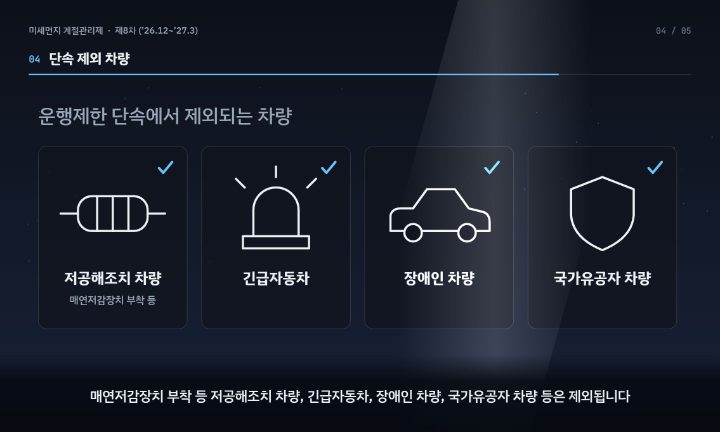 미세먼지 계절관리제 · 제8차 ('26.12~'27.3)
04 / 05
04 단속 제외 차량
운행제한 단속에서 제외되는 차량
저공해조치 차량
매연저감장치 부착 등
긴급자동차
장애인 차량
국가유공자 차량
매연저감장치 부착 등 저공해조치 차량, 긴급자동차, 장애인 차량, 국가유공자 차량 등은 제외됩니다